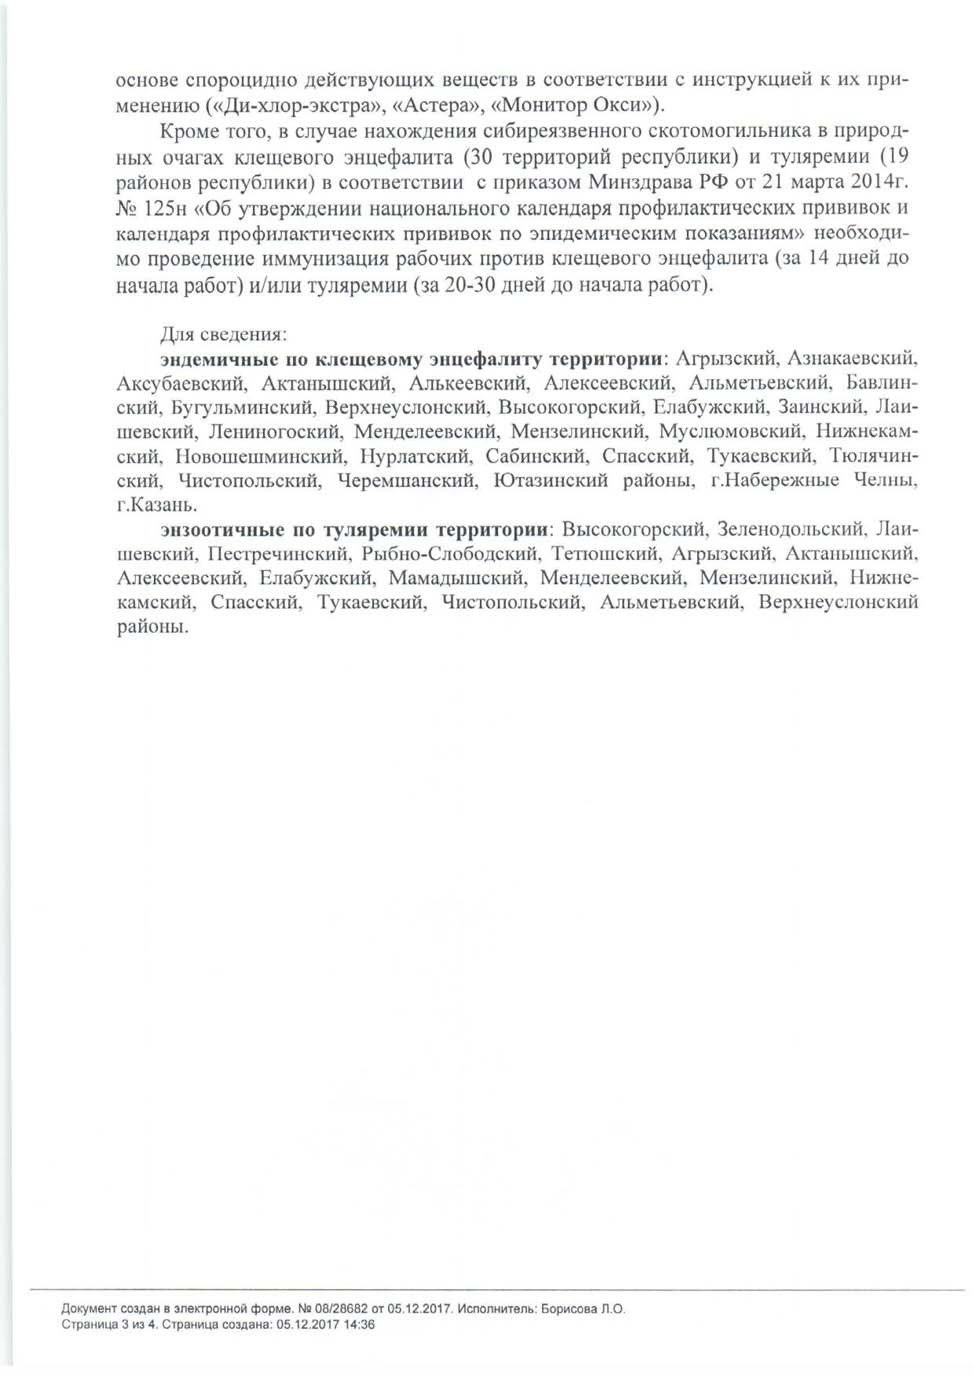 основе спороцидно действующих веществ в соответствии с инструкцией к их при-
менению («Ди-хлор-экстра», «Астера», «Монитор Окси»).
Кроме того, в случае нахождения сибиреязвенного скотомогильника в природ-
ных очагах клещевого энцефалита (30 территорий республики) и туляремии (19
районов республики) в соответствии с приказом Минздрава РФ от 21 марта 2014г.
№ 125н «Об утверждении национального календаря профилактических прививок и
календаря профилактических прививок по эпидемическим показаниям» необходи-
мо проведение иммунизация рабочих против клещевого энцефалита (за 14 дней до
начала работ) и/или туляремии (за 20-30 дней до начала работ).
Для сведения:
эндемичные по клещевому энцефалиту территории: Агрызский, Азнакаевский,
Аксубаевский, Актанышский, Алькеевский, Алексеевский, Альметьевский, Бавлин-
ский, Бугульминский, Верхнеуслонский, Высокогорский, Елабужский, Заинский, Лаи-
шевский, Лениногоский, Менделеевский, Мензелинский, Муслюмовский, Нижнекам-
ский, Новошешминский, Нурлатский, Сабинский, Спасский, Тукаевский, Тюлячин-
ский, Чистопольский, Черемшанский, Ютазинский районы, г.Набережные Челны,
г.Казань.
энзоотичные по туляремии территории: Высокогорский, Зеленодольский, Лаи-
шевский, Пестречинский, Рыбно-Слободский, Тетюшский, Агрызский, Актанышский,
Алексеевский, Елабужский, Мамадышский, Менделеевский, Мензелинский, Нижне-
камский, Спасский, Тукаевский, Чистопольский, Альметьевский, Верхнеуслонский
районы.
Документ создан в электронной форме. № 08/28682 от 05.12.2017. Исполнитель: Борисова Л.О.
Страница 3 из 4. Страница создана: 05.12.2017 14:36